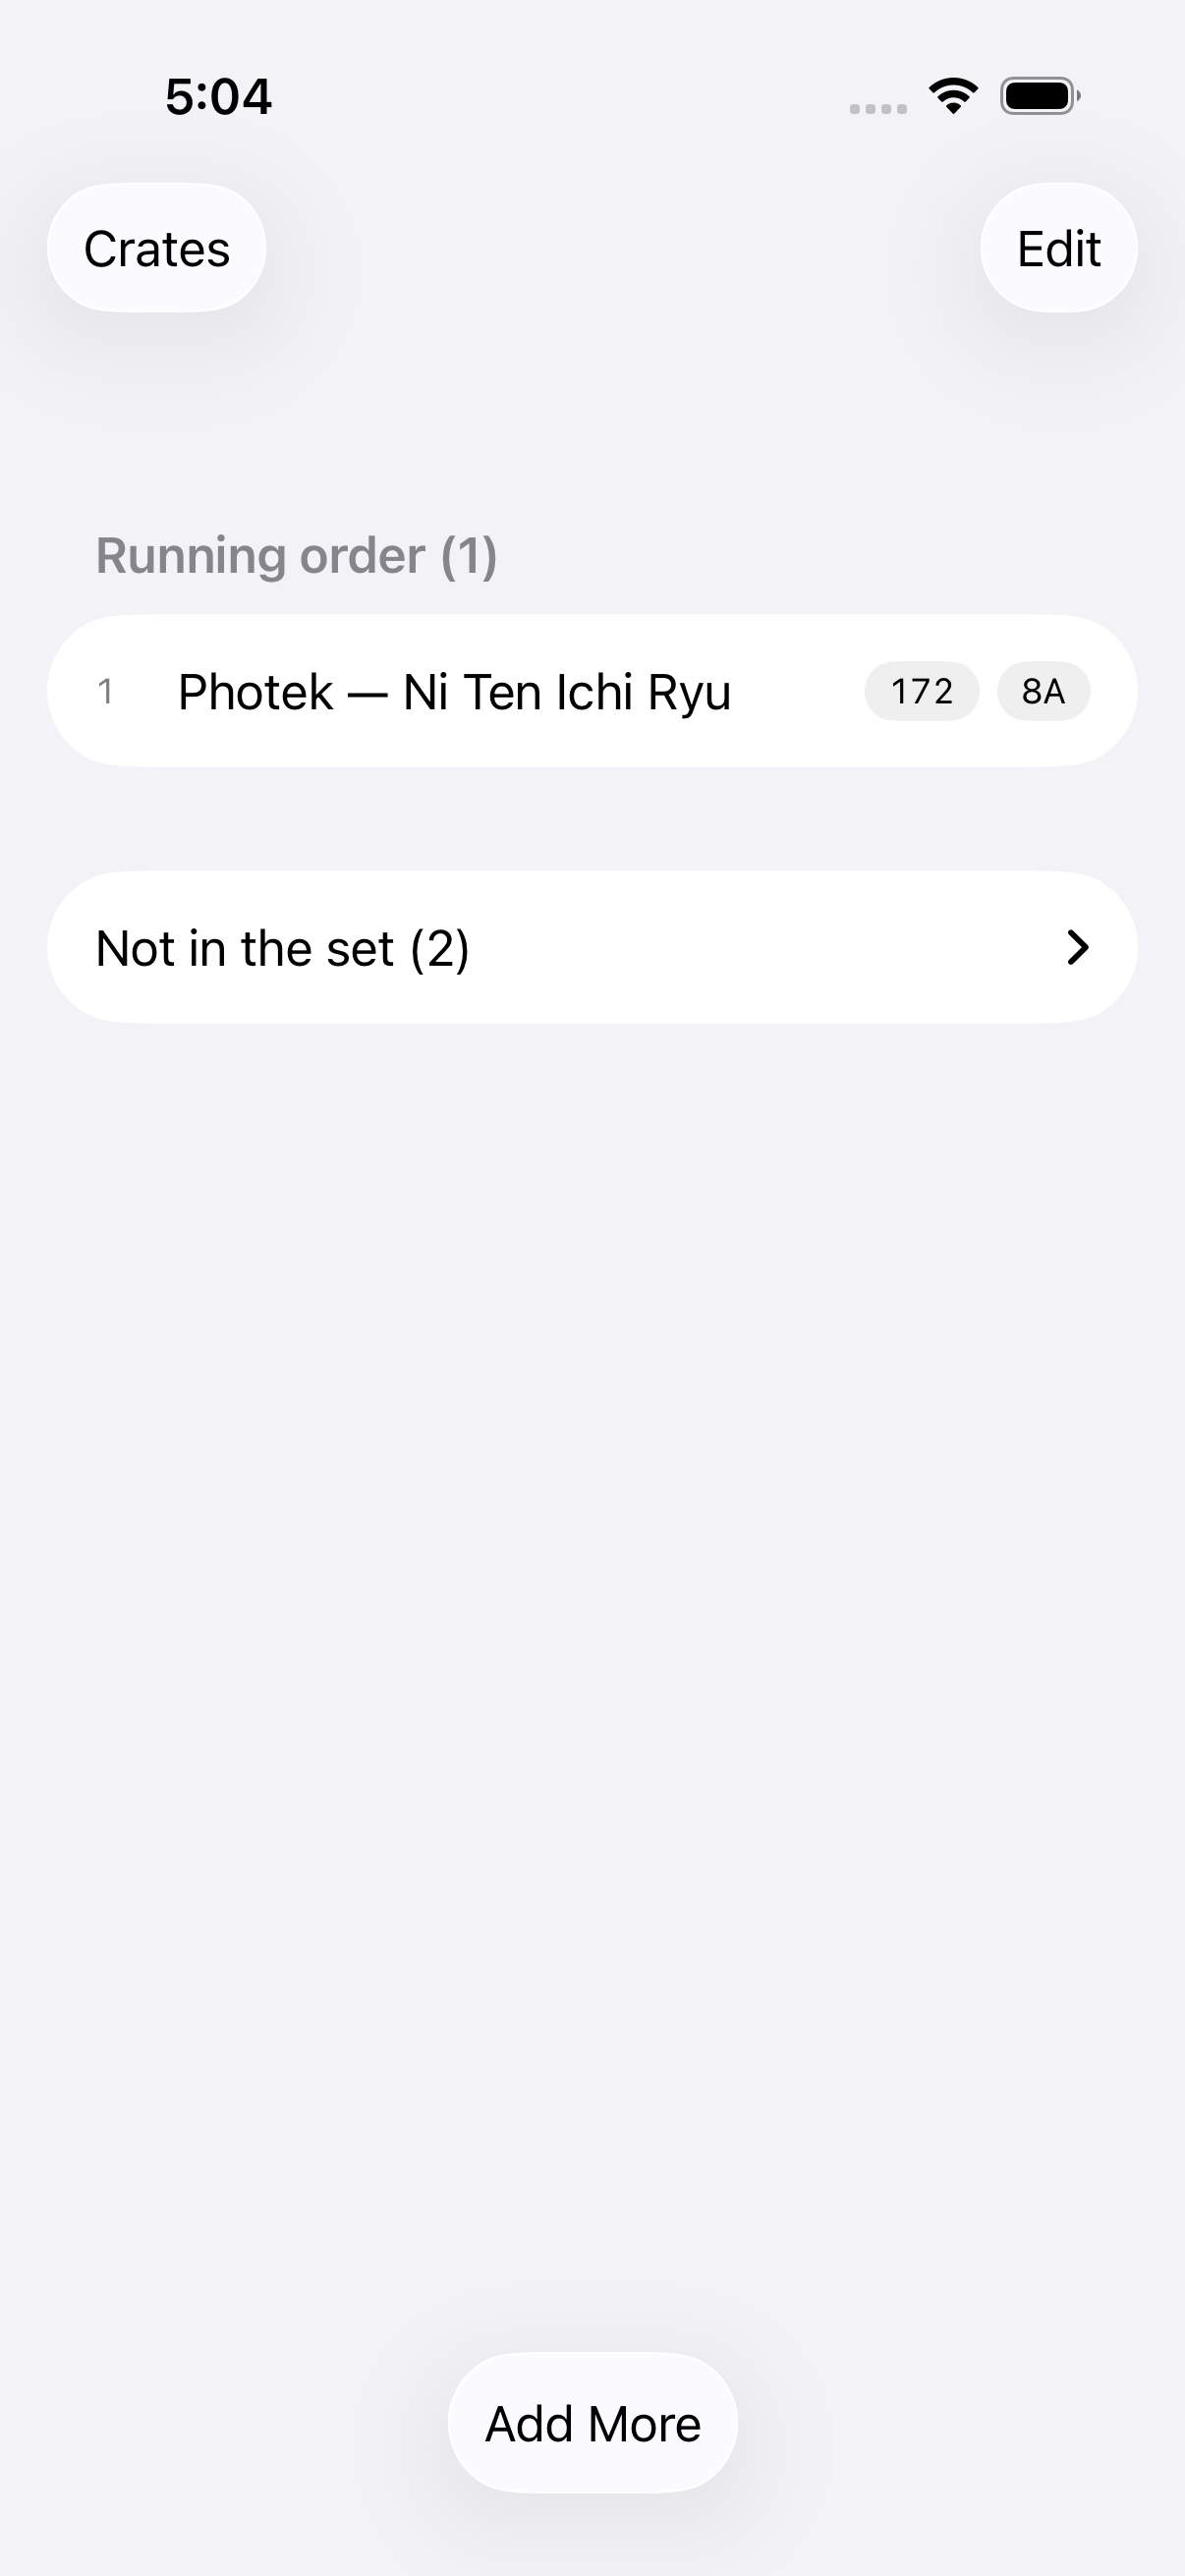 5:04
Crates
Edit
Running order (1)
1 Photek — Ni Ten Ichi Ryu 172 8A
Not in the set (2)
Add More